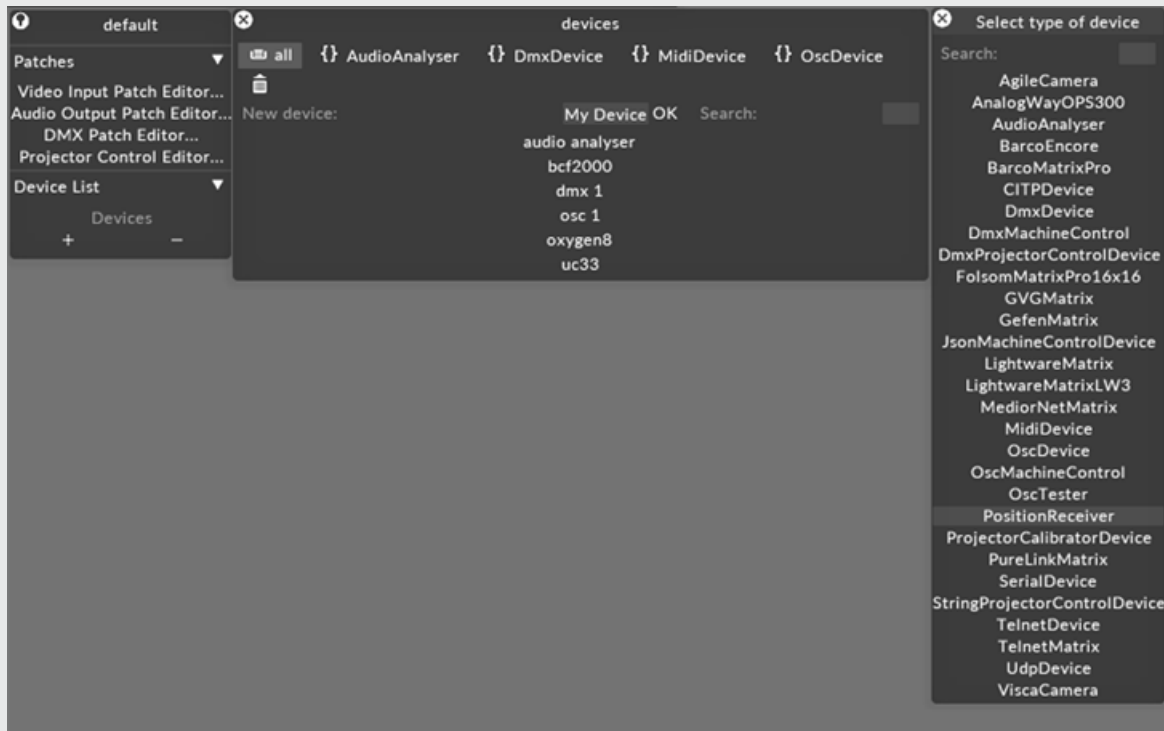 default
Patches
Video Input Patch Editor...
Audio Output Patch Editor...
DMX Patch Editor...
Projector Control Editor...
Device List
Devices
+ −
devices
all {} AudioAnalyser {} DmxDevice {} MidiDevice {} OscDevice
New device: My Device OK Search:
audio analyser
bcf2000
dmx 1
osc 1
oxygen8
uc33
Select type of device
Search:
AgileCamera
AnalogWayOPS300
AudioAnalyser
BarcoEncore
BarcoMatrixPro
CITPDevice
DmxDevice
DmxMachineControl
DmxProjectorControlDevice
FolsomMatrixPro16x16
GVGMatrix
GefenMatrix
JsonMachineControlDevice
LightwareMatrix
LightwareMatrixLW3
MediorNetMatrix
MidiDevice
OscDevice
OscMachineControl
OscTester
PositionReceiver
ProjectorCalibratorDevice
PureLinkMatrix
SerialDevice
StringProjectorControlDevice
TelnetDevice
TelnetMatrix
UdpDevice
ViscaCamera